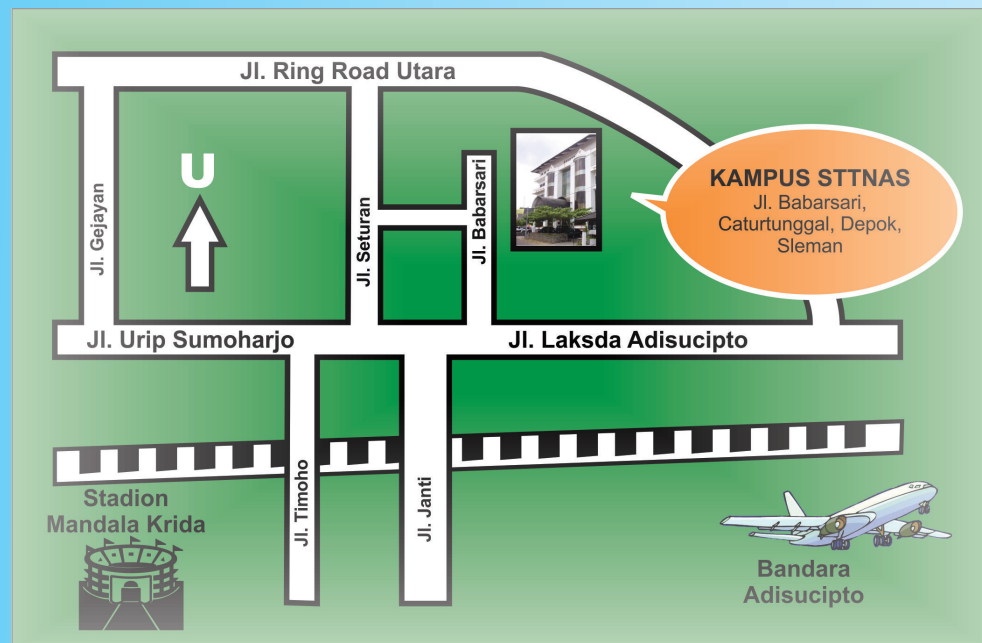 Jl. Ring Road Utara
U
Jl. Gejayan
Jl. Seturan
Jl. Babarsari
KAMPUS STTNAS
Jl. Babarsari,
Caturtunggal, Depok,
Sleman
Jl. Urip Sumoharjo
Jl. Laksda Adisucipto
Stadion
Mandala Krida
Jl. Timoho
Jl. Janti
Bandara
Adisucipto